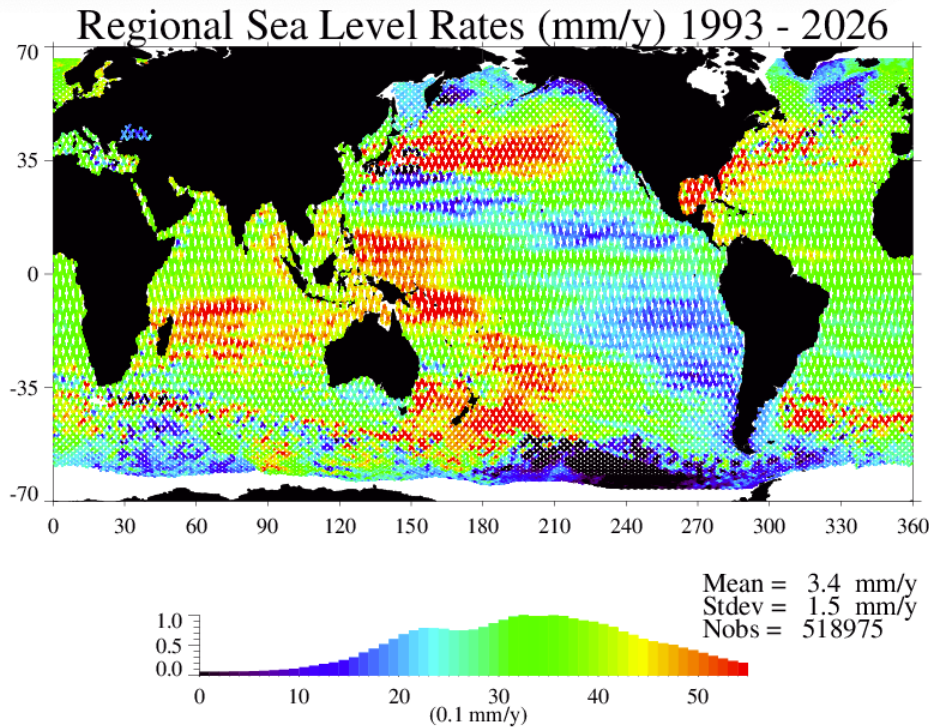 Regional Sea Level Rates (mm/y) 1993 - 2026
70
35
0
-35
-70
0 30 60 90 120 150 180 210 240 270 300 330 360
Mean = 3.4 mm/y
Stdev = 1.5 mm/y
Nobs = 518975
1.0
0.5
0.0
0 10 20 30 40 50
(0.1 mm/y)